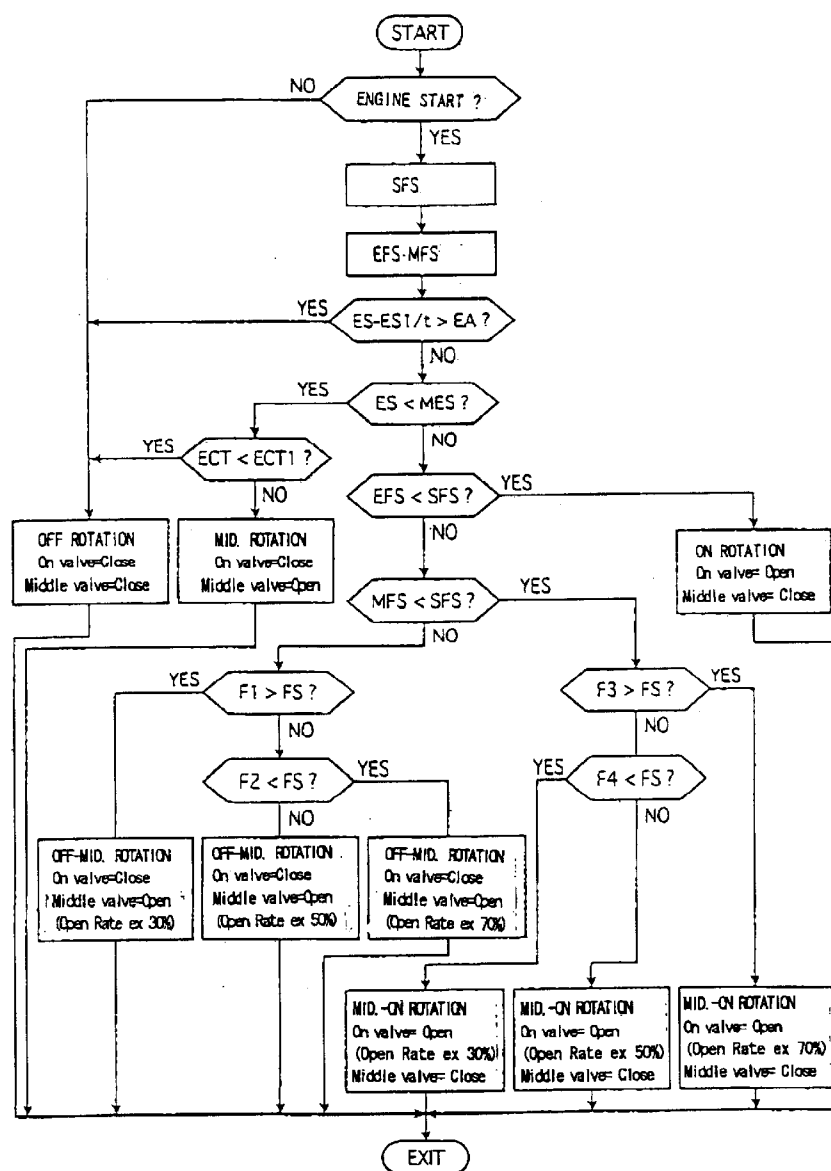 START
NO
ENGINE START ?
YES
SFS
EFS·MFS
YES
ES-ES1/t > EA ?
NO
YES
ES < MES ?
NO
YES
ECT < ECT1 ?
NO
EFS < SFS ?
YES
NO
OFF ROTATION
On valve=Close
Middle valve=Close
MID. ROTATION
On valve=Close
Middle valve=Open
ON ROTATION
On valve= Open
Middle valve= Close
MFS < SFS ?
YES
NO
YES
F1 > FS ?
NO
F3 > FS ?
YES
NO
F2 < FS ?
YES
NO
YES
F4 < FS ?
NO
OFF-MID. ROTATION
On valve=Close
Middle valve=Open
(Open Rate ex 30%)
OFF-MID. ROTATION
On valve=Close
Middle valve=Open
(Open Rate ex 50%)
OFF-MID. ROTATION
On valve=Close
Middle valve=Open
(Open Rate ex 70%)
MID.-ON ROTATION
On valve= Open
(Open Rate ex 30%)
Middle valve= Close
MID.-ON ROTATION
On valve= Open
(Open Rate ex 50%)
Middle valve= Close
MID.-ON ROTATION
On valve= Open
(Open Rate ex 70%)
Middle valve= Close
EXIT